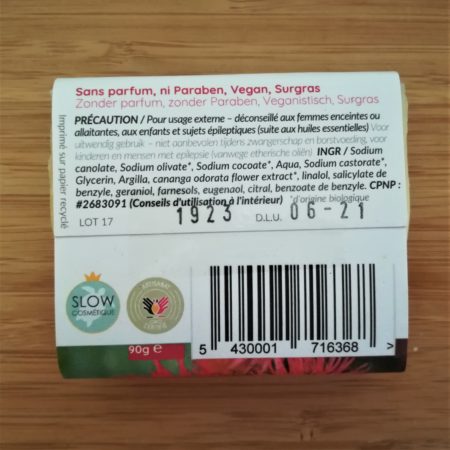 Sans parfum, ni Paraben, Vegan, Surgras
Zonder parfum, zonder Paraben, Veganistisch, Surgras
PRÉCAUTION / Pour usage externe – déconseillé aux femmes enceintes ou
allaitantes, aux enfants et sujets épileptiques (suite aux huiles essentielles) Voor
uitwendig gebruik – niet aanbevolen tijdens zwangerschap en borstvoeding, voor
kinderen en mensen met epilepsie (vanwege etherische oliën) INGR / Sodium
canolate, Sodium olivate*, Sodium cocoate*, Aqua, Sodium castorate*,
Glycerin, Argilla, cananga odorata flower extract*, linalol, salicylate de
benzyle, geraniol, farnesols, eugenaol, citral, benzoate de benzyle. CPNP :
#2683091 (Conseils d'utilisation à l'intérieur) *d'origine biologique
LOT 17 1923 D.L.U. 06-21
Imprimé sur papier recyclé
SLOW
COSMÉTIQUE
ARTISANAT
CERTIFIÉ
90g e
5 430001 716368 >